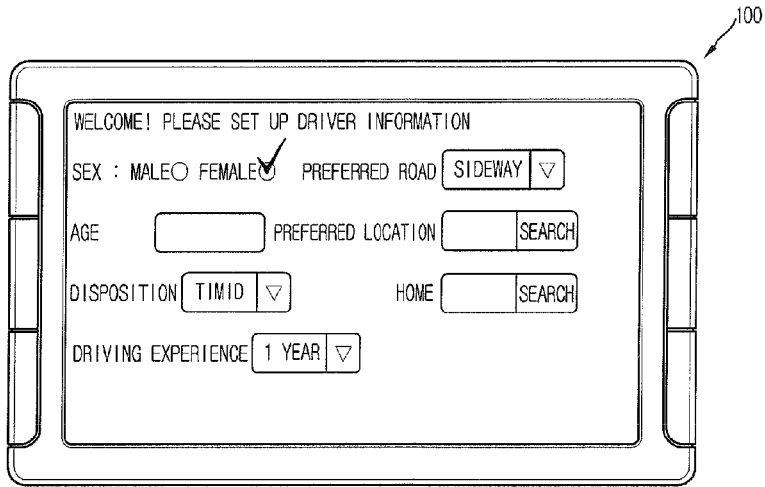 100
WELCOME! PLEASE SET UP DRIVER INFORMATION
SEX : MALE FEMALE PREFERRED ROAD SIDEWAY
AGE PREFERRED LOCATION SEARCH
DISPOSITION TIMID HOME SEARCH
DRIVING EXPERIENCE 1 YEAR